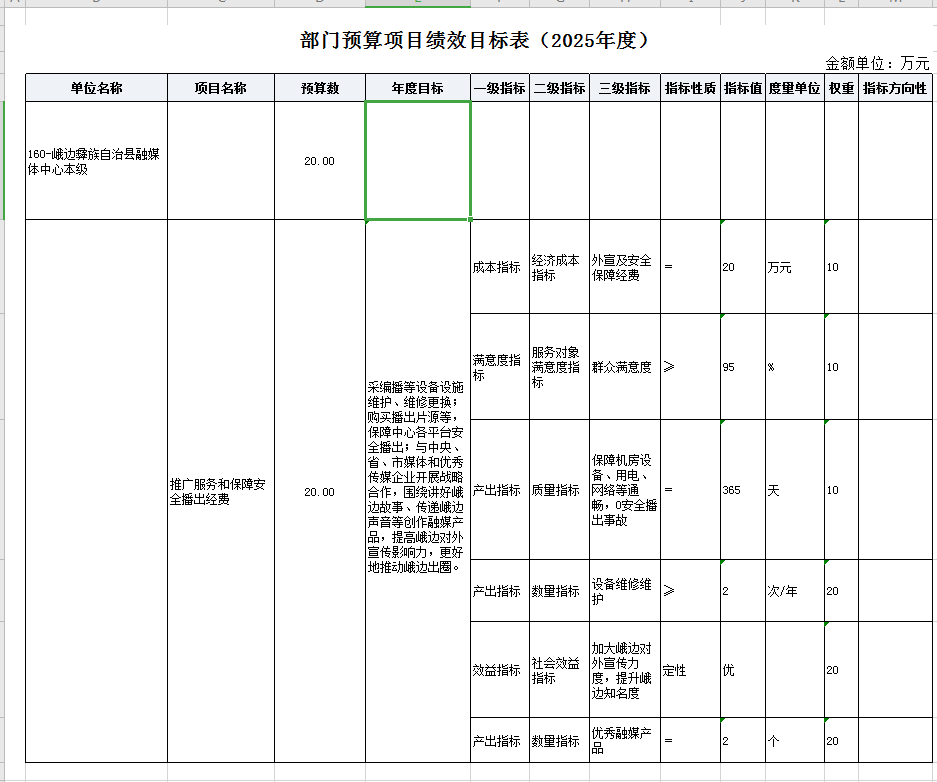 部门预算项目绩效目标表（2025年度）
金额单位：万元
单位名称 项目名称 预算数 年度目标 一级指标 二级指标 三级指标 指标性质 指标值 度量单位 权重 指标方向性
160-峨边彝族自治县融媒
体中心本级
20.00
推广服务和保障安
全播出经费
20.00
采编播等设备设施
维护、维修更换；
购买播出片源等，
保障中心各平台安
全播出；与中央、
省、市媒体和优秀
传媒企业开展战略
合作，围绕讲好峨
边故事、传递峨边
声音等创作融媒产
品，提高峨边对外
宣传影响力，更好
地推动峨边出圈。
成本指标
经济成本
指标
外宣及安全
保障经费
＝
20
万元
10
满意度指
标
服务对象
满意度指
标
群众满意度
≥
95
%
10
产出指标
质量指标
保障机房设
备、用电、
网络等通
畅，0安全播
出事故
＝
365
天
10
产出指标
数量指标
设备维修维
护
≥
2
次/年
20
效益指标
社会效益
指标
加大峨边对
外宣传力
度，提升峨
边知名度
定性
优
20
产出指标
数量指标
优秀融媒产
品
＝
2
个
20